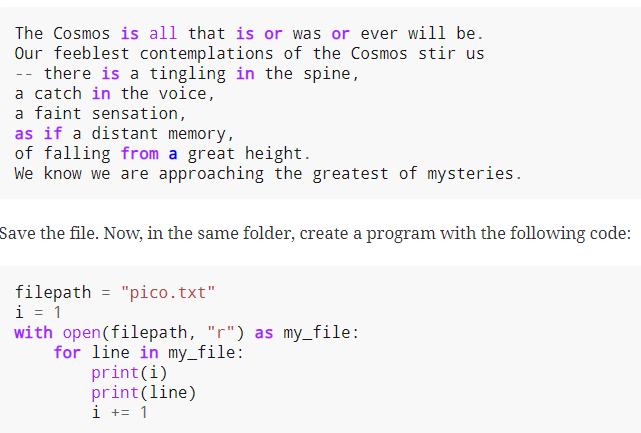 The Cosmos is all that is or was or ever will be.
Our feeblest contemplations of the Cosmos stir us
-- there is a tingling in the spine,
a catch in the voice,
a faint sensation,
as if a distant memory,
of falling from a great height.
We know we are approaching the greatest of mysteries.
Save the file. Now, in the same folder, create a program with the following code:
filepath = "pico.txt"
i = 1
with open(filepath, "r") as my_file:
    for line in my_file:
        print(i)
        print(line)
        i += 1